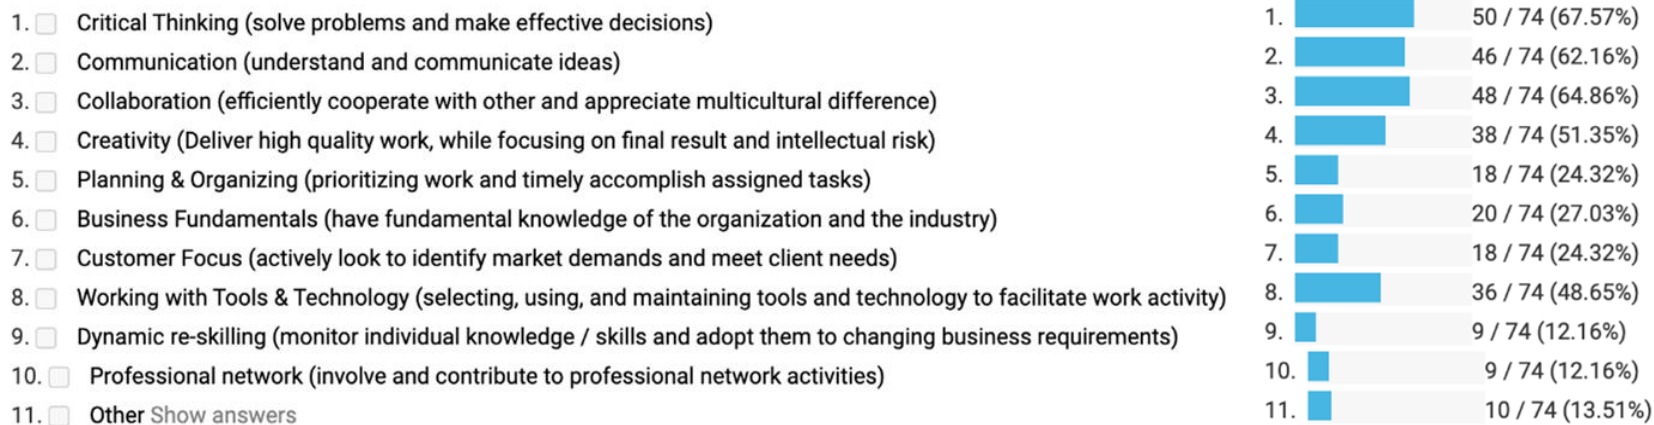 1. Critical Thinking (solve problems and make effective decisions) 1. 50 / 74 (67.57%)
2. Communication (understand and communicate ideas) 2. 46 / 74 (62.16%)
3. Collaboration (efficiently cooperate with other and appreciate multicultural difference) 3. 48 / 74 (64.86%)
4. Creativity (Deliver high quality work, while focusing on final result and intellectual risk) 4. 38 / 74 (51.35%)
5. Planning & Organizing (prioritizing work and timely accomplish assigned tasks) 5. 18 / 74 (24.32%)
6. Business Fundamentals (have fundamental knowledge of the organization and the industry) 6. 20 / 74 (27.03%)
7. Customer Focus (actively look to identify market demands and meet client needs) 7. 18 / 74 (24.32%)
8. Working with Tools & Technology (selecting, using, and maintaining tools and technology to facilitate work activity) 8. 36 / 74 (48.65%)
9. Dynamic re-skilling (monitor individual knowledge / skills and adopt them to changing business requirements) 9. 9 / 74 (12.16%)
10. Professional network (involve and contribute to professional network activities) 10. 9 / 74 (12.16%)
11. Other Show answers 11. 10 / 74 (13.51%)